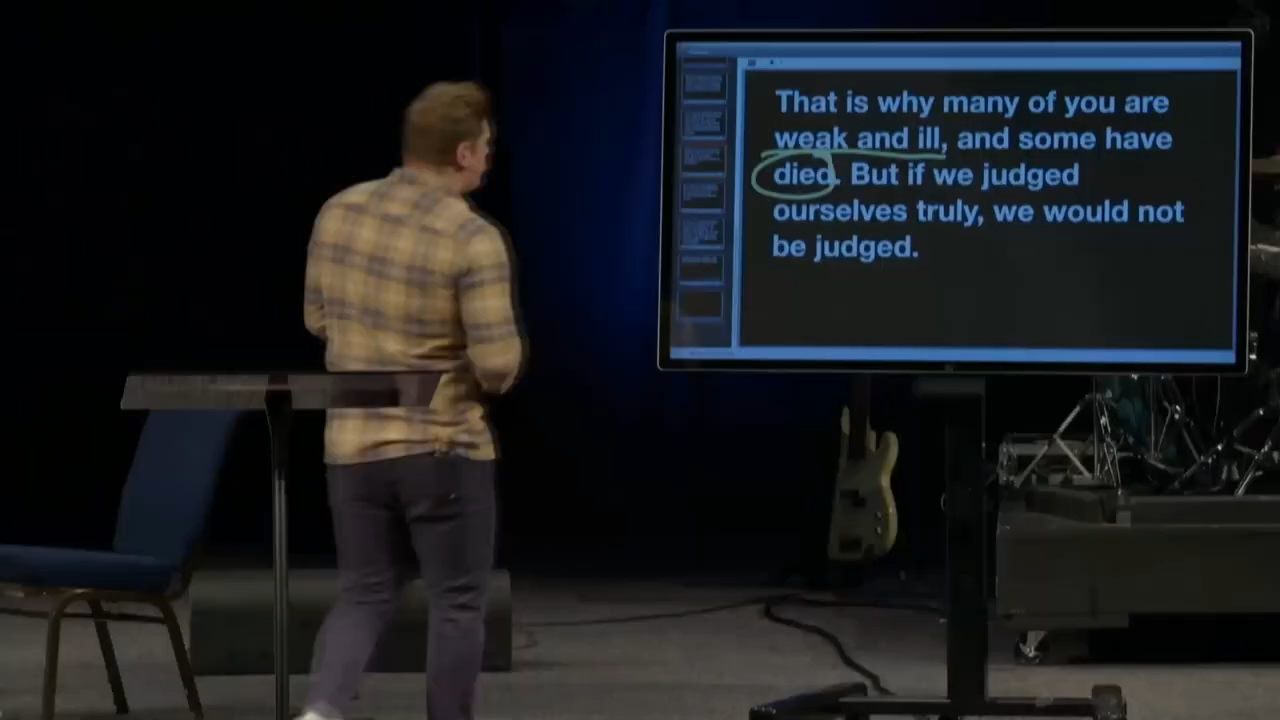 That is why many of you are
weak and ill, and some have
died. But if we judged
ourselves truly, we would not
be judged.